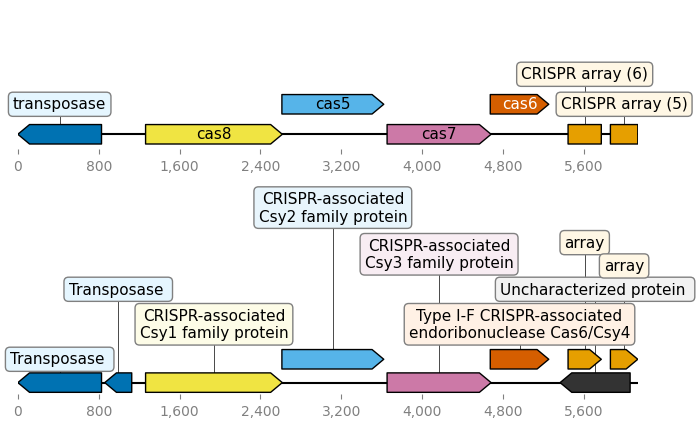 CRISPR array (6)
transposase
cas5
cas6
CRISPR array (5)
cas8
cas7
0 800 1,600 2,400 3,200 4,000 4,800 5,600
CRISPR-associated
Csy2 family protein
array
CRISPR-associated
Csy3 family protein
array
Transposase
Uncharacterized protein
CRISPR-associated
Csy1 family protein
Type I-F CRISPR-associated
endoribonuclease Cas6/Csy4
Transposase
0 800 1,600 2,400 3,200 4,000 4,800 5,600